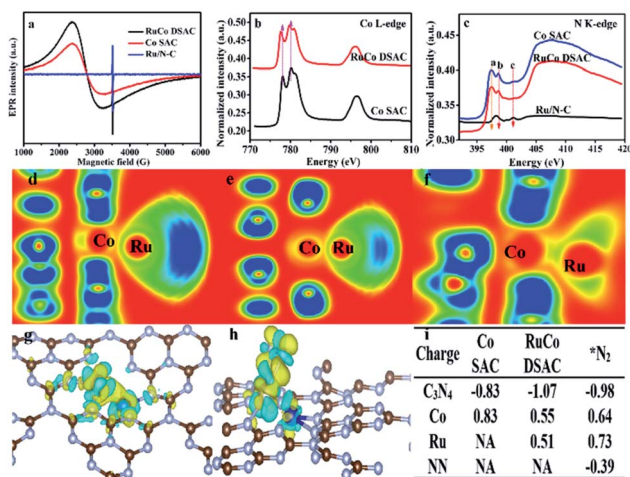 a
EPR intensity (a.u.)
RuCo DSAC
Co SAC
Ru/N-C
0 1000 2000 3000 4000 5000 6000
Magnetic field (G)
b
Co L-edge
Normalized intensity (a.u.)
0.50
0.45
0.40
0.35
0.30
0.25
0.20
RuCo DSAC
Co SAC
770 780 790 800 810
Energy (eV)
c
N K-edge
Normalized intensity (a.u.)
0.45
0.40
0.35
0.30
Co SAC
RuCo DSAC
a b c
Ru/N-C
392 399 406 413 420
Energy (eV)
d
Co Ru
e
Co Ru
f
Co
Ru
g
h
i
Charge Co SAC RuCo DSAC *N2
C3N4 -0.83 -1.07 -0.98
Co 0.83 0.55 0.64
Ru NA 0.51 0.73
NN NA NA -0.39